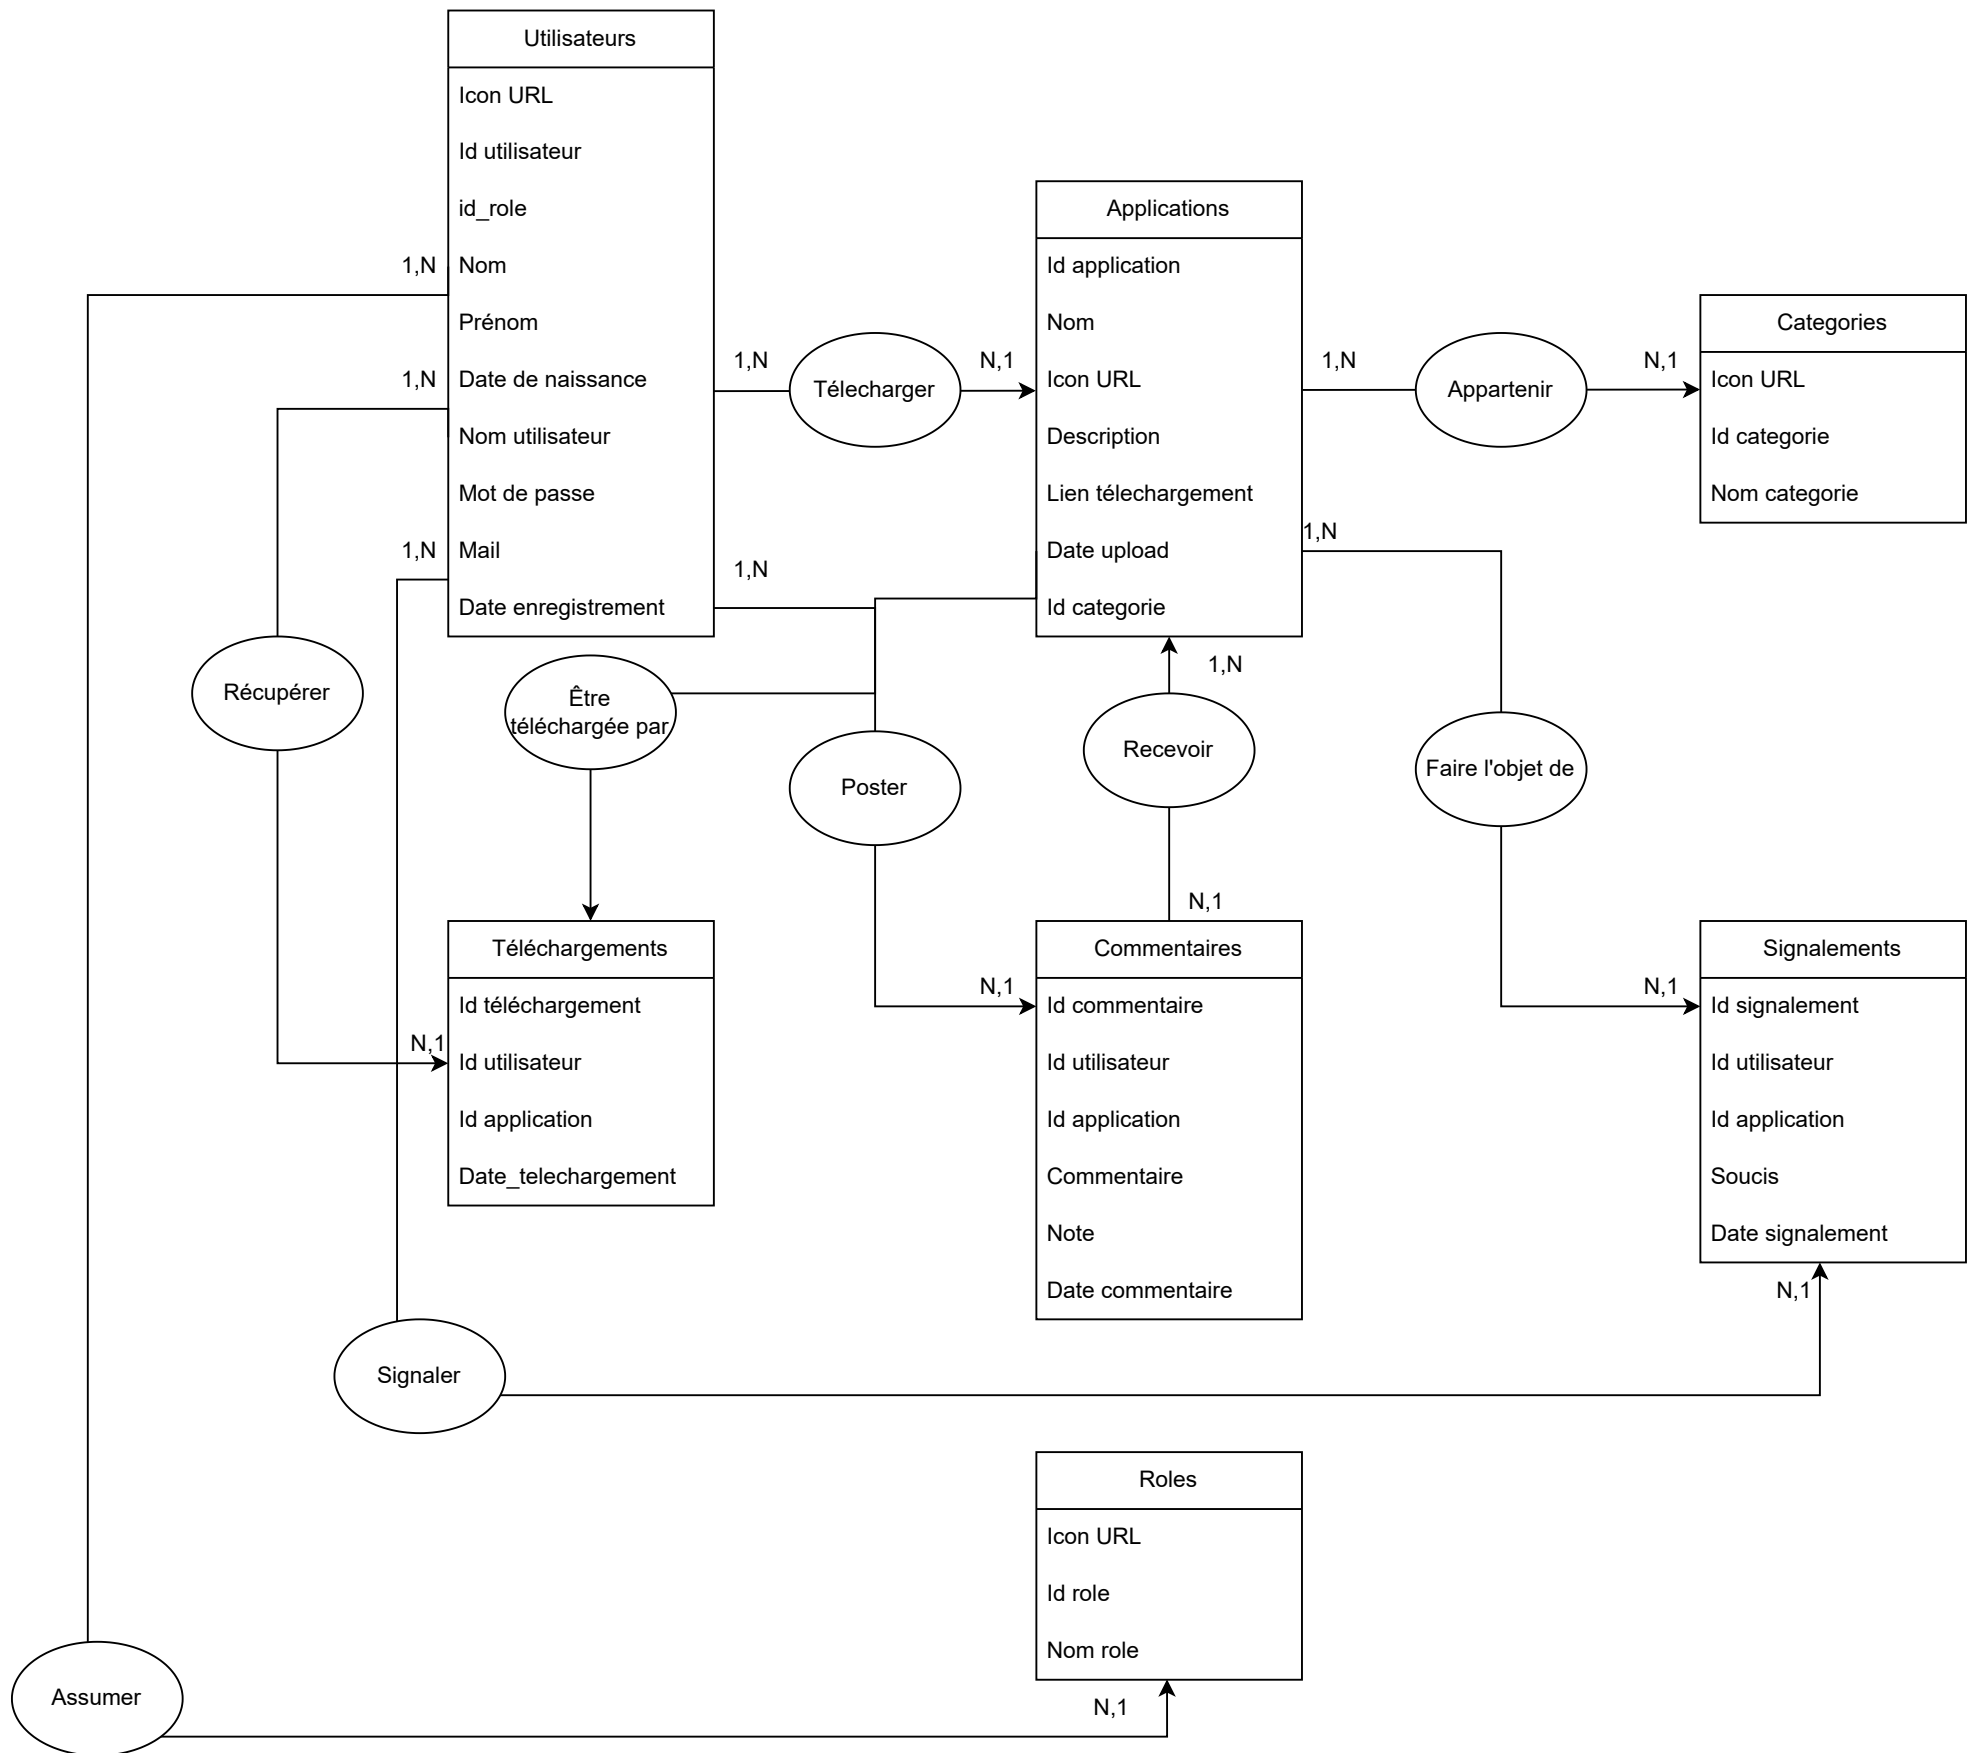 Utilisateurs
Icon URL
Id utilisateur
id_role
Nom
Prénom
Date de naissance
Nom utilisateur
Mot de passe
Mail
Date enregistrement
1,N
1,N
1,N
1,N
Télecharger
N,1
1,N
Applications
Id application
Nom
Icon URL
Description
Lien télechargement
Date upload
Id categorie
1,N
Appartenir
N,1
1,N
Categories
Icon URL
Id categorie
Nom categorie
Récupérer
Être
téléchargée par
Poster
1,N
Recevoir
N,1
Faire l'objet de
Téléchargements
Id téléchargement
Id utilisateur
Id application
Date_telechargement
N,1
N,1
Commentaires
Id commentaire
Id utilisateur
Id application
Commentaire
Note
Date commentaire
N,1
Signalements
Id signalement
Id utilisateur
Id application
Soucis
Date signalement
N,1
Signaler
Roles
Icon URL
Id role
Nom role
Assumer
N,1